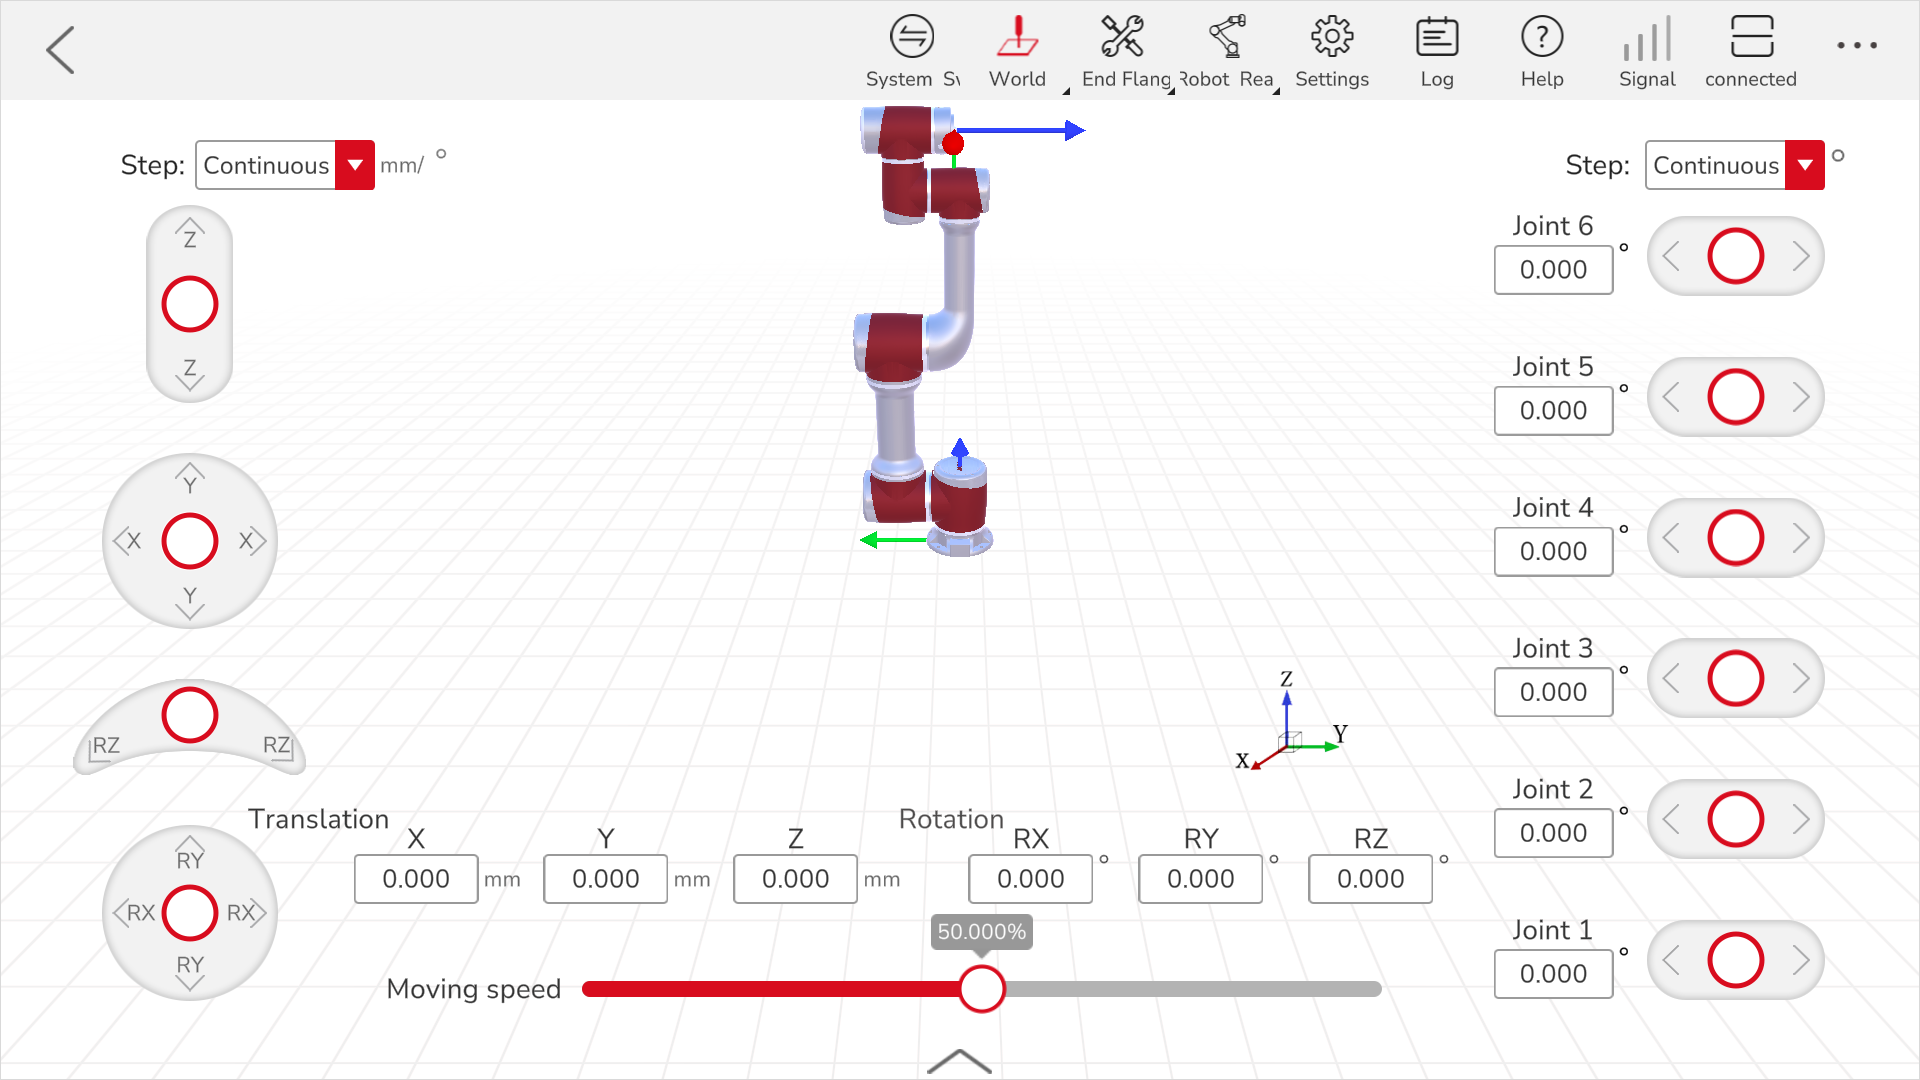 System Sv
World
End Flang
Robot Rea
Settings
Log
Help
Signal
connected
Step: Continuous mm/ °
Step: Continuous °
Z
Z
Y
X X
Y
RZ RZ
RY
RX RX
RY
Joint 6
0.000 °
Joint 5
0.000 °
Joint 4
0.000 °
Joint 3
0.000 °
Joint 2
0.000 °
Joint 1
0.000 °
Z
Y
X
Translation
X
0.000 mm
Y
0.000 mm
Z
0.000 mm
Rotation
RX
0.000 °
RY
0.000 °
RZ
0.000 °
50.000%
Moving speed